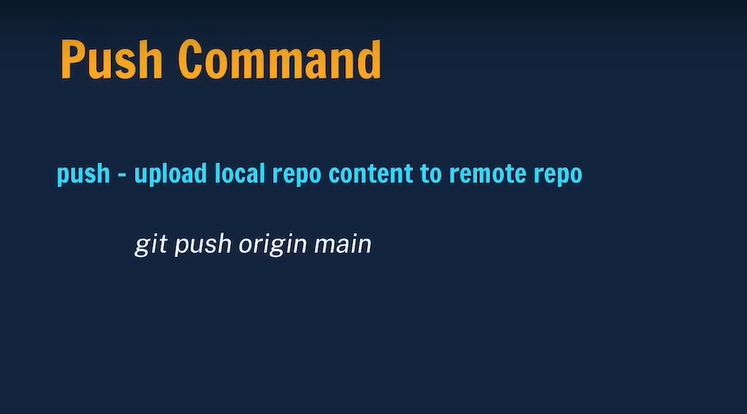 Push Command
push - upload local repo content to remote repo
git push origin main